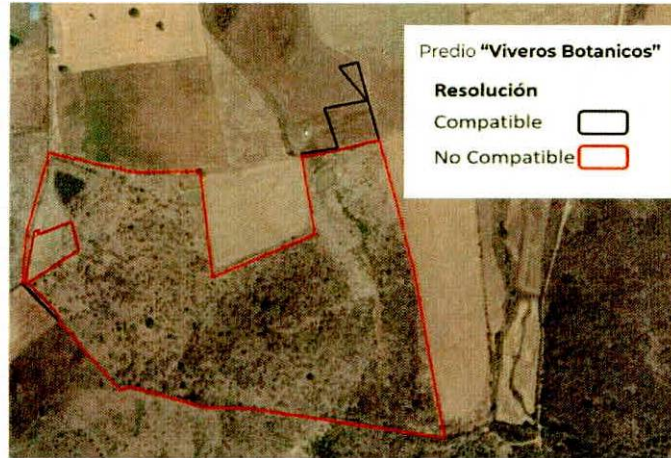 Predio “Viveros Botanicos”
Resolución
Compatible
No Compatible